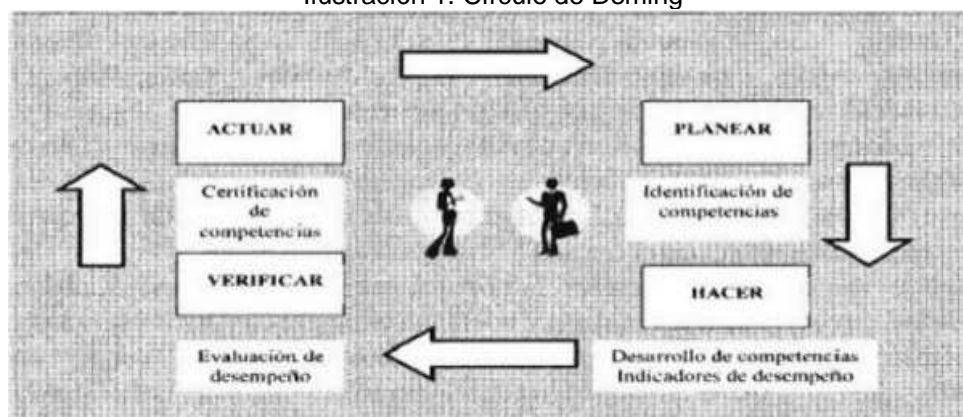 Ilustración 1. Círculo de Deming
ACTUAR
Certificación
de
competencias
VERIFICAR
Evaluación de
desempeño
PLANEAR
Identificación de
competencias
HACER
Desarrollo de competencias
Indicadores de desempeño